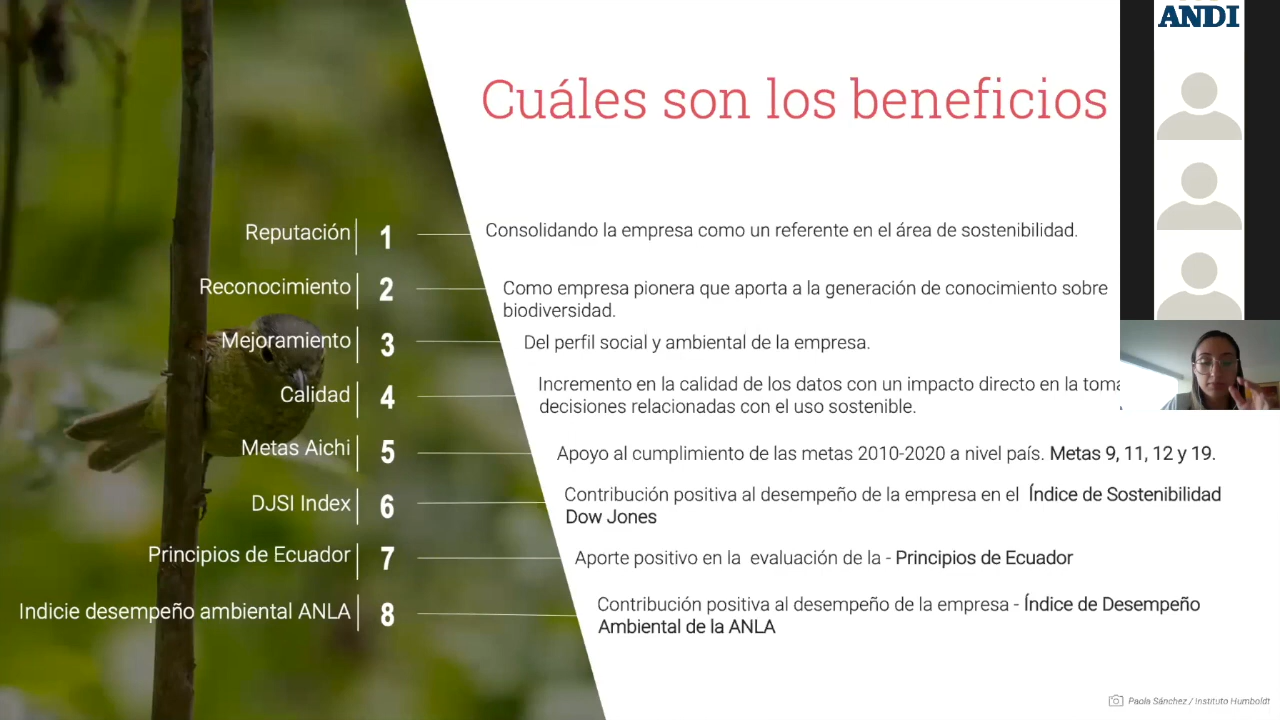 ANDI
Cuáles son los beneficios
Reputación 1 Consolidando la empresa como un referente en el área de sostenibilidad.
Reconocimiento 2 Como empresa pionera que aporta a la generación de conocimiento sobre
biodiversidad.
Mejoramiento 3 Del perfil social y ambiental de la empresa.
Calidad 4 Incremento en la calidad de los datos con un impacto directo en la toma
decisiones relacionadas con el uso sostenible.
Metas Aichi 5 Apoyo al cumplimiento de las metas 2010-2020 a nivel país. Metas 9, 11, 12 y 19.
DJSI Index 6 Contribución positiva al desempeño de la empresa en el Índice de Sostenibilidad
Dow Jones
Principios de Ecuador 7 Aporte positivo en la evaluación de la - Principios de Ecuador
Indicie desempeño ambiental ANLA 8 Contribución positiva al desempeño de la empresa - Índice de Desempeño
Ambiental de la ANLA
Paola Sánchez / Instituto Humboldt